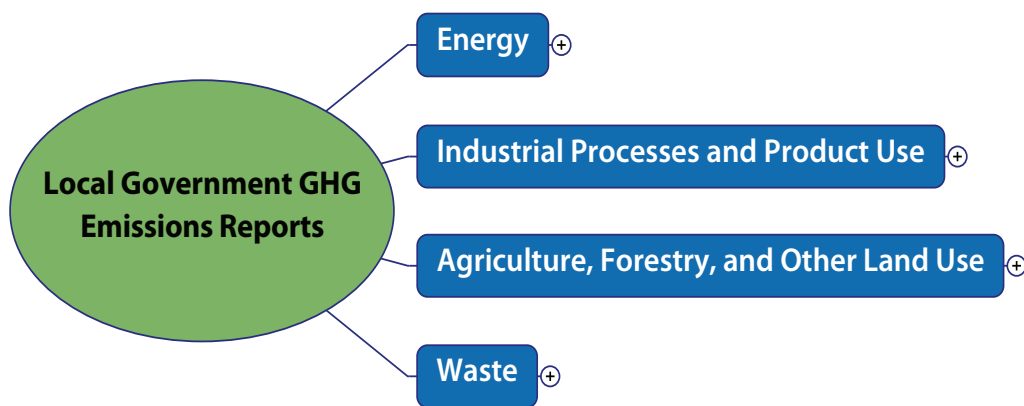 Energy
Industrial Processes and Product Use
Local Government GHG
Emissions Reports
Agriculture, Forestry, and Other Land Use
Waste